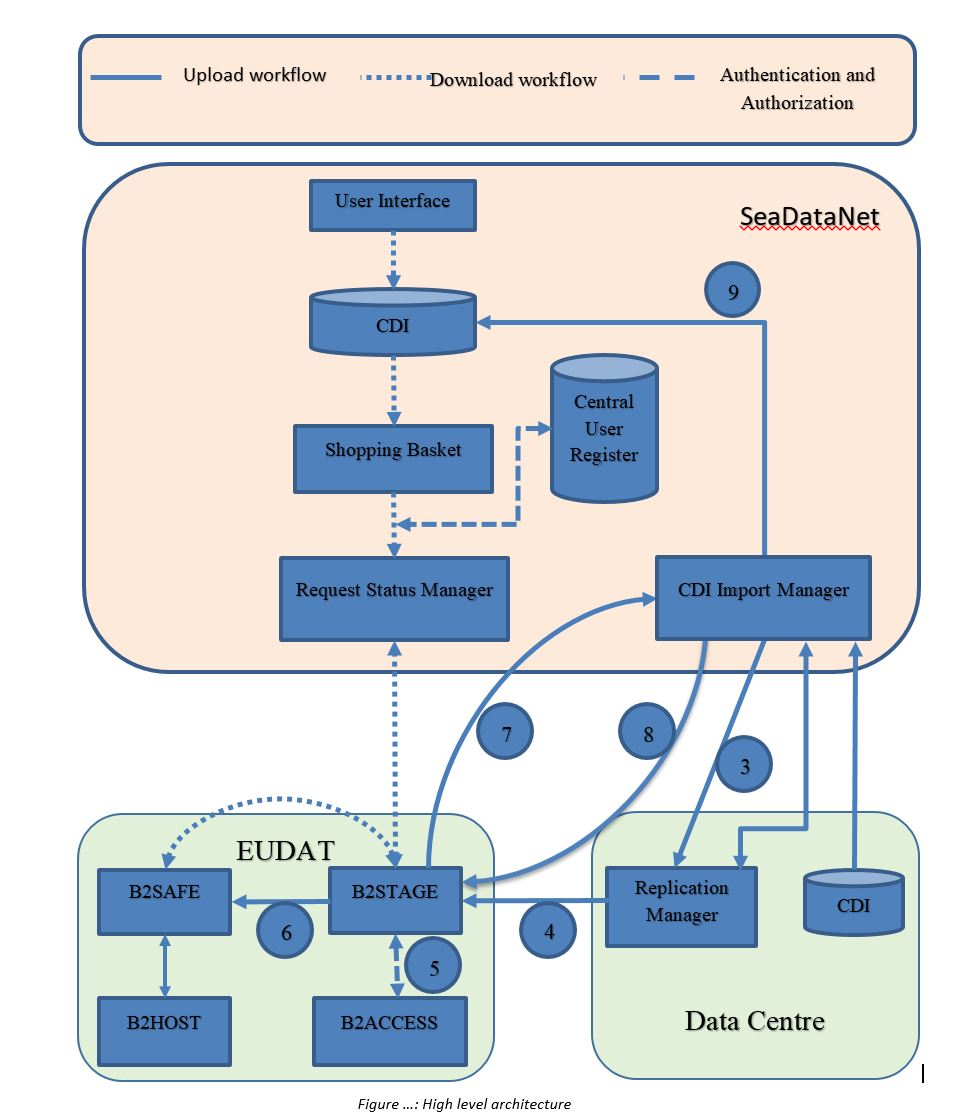 Upload workflow
Download workflow
Authentication and
Authorization
User Interface
SeaDataNet
9
CDI
Central
User
Register
Shopping Basket
Request Status Manager
CDI Import Manager
7
8
3
EUDAT
B2SAFE
B2STAGE
Replication
Manager
CDI
6
4
5
B2HOST
B2ACCESS
Data Centre
Figure …: High level architecture